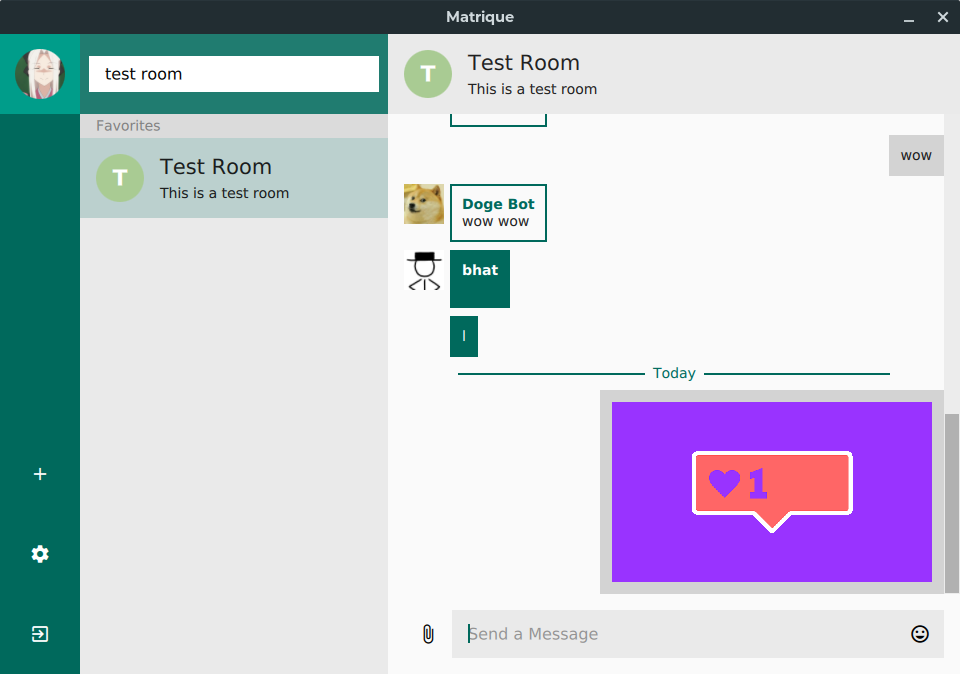 Matrique
test room
Favorites
T
Test Room
This is a test room
T
Test Room
This is a test room
wow
Doge Bot
wow wow
bhat
I
Today
1
Send a Message